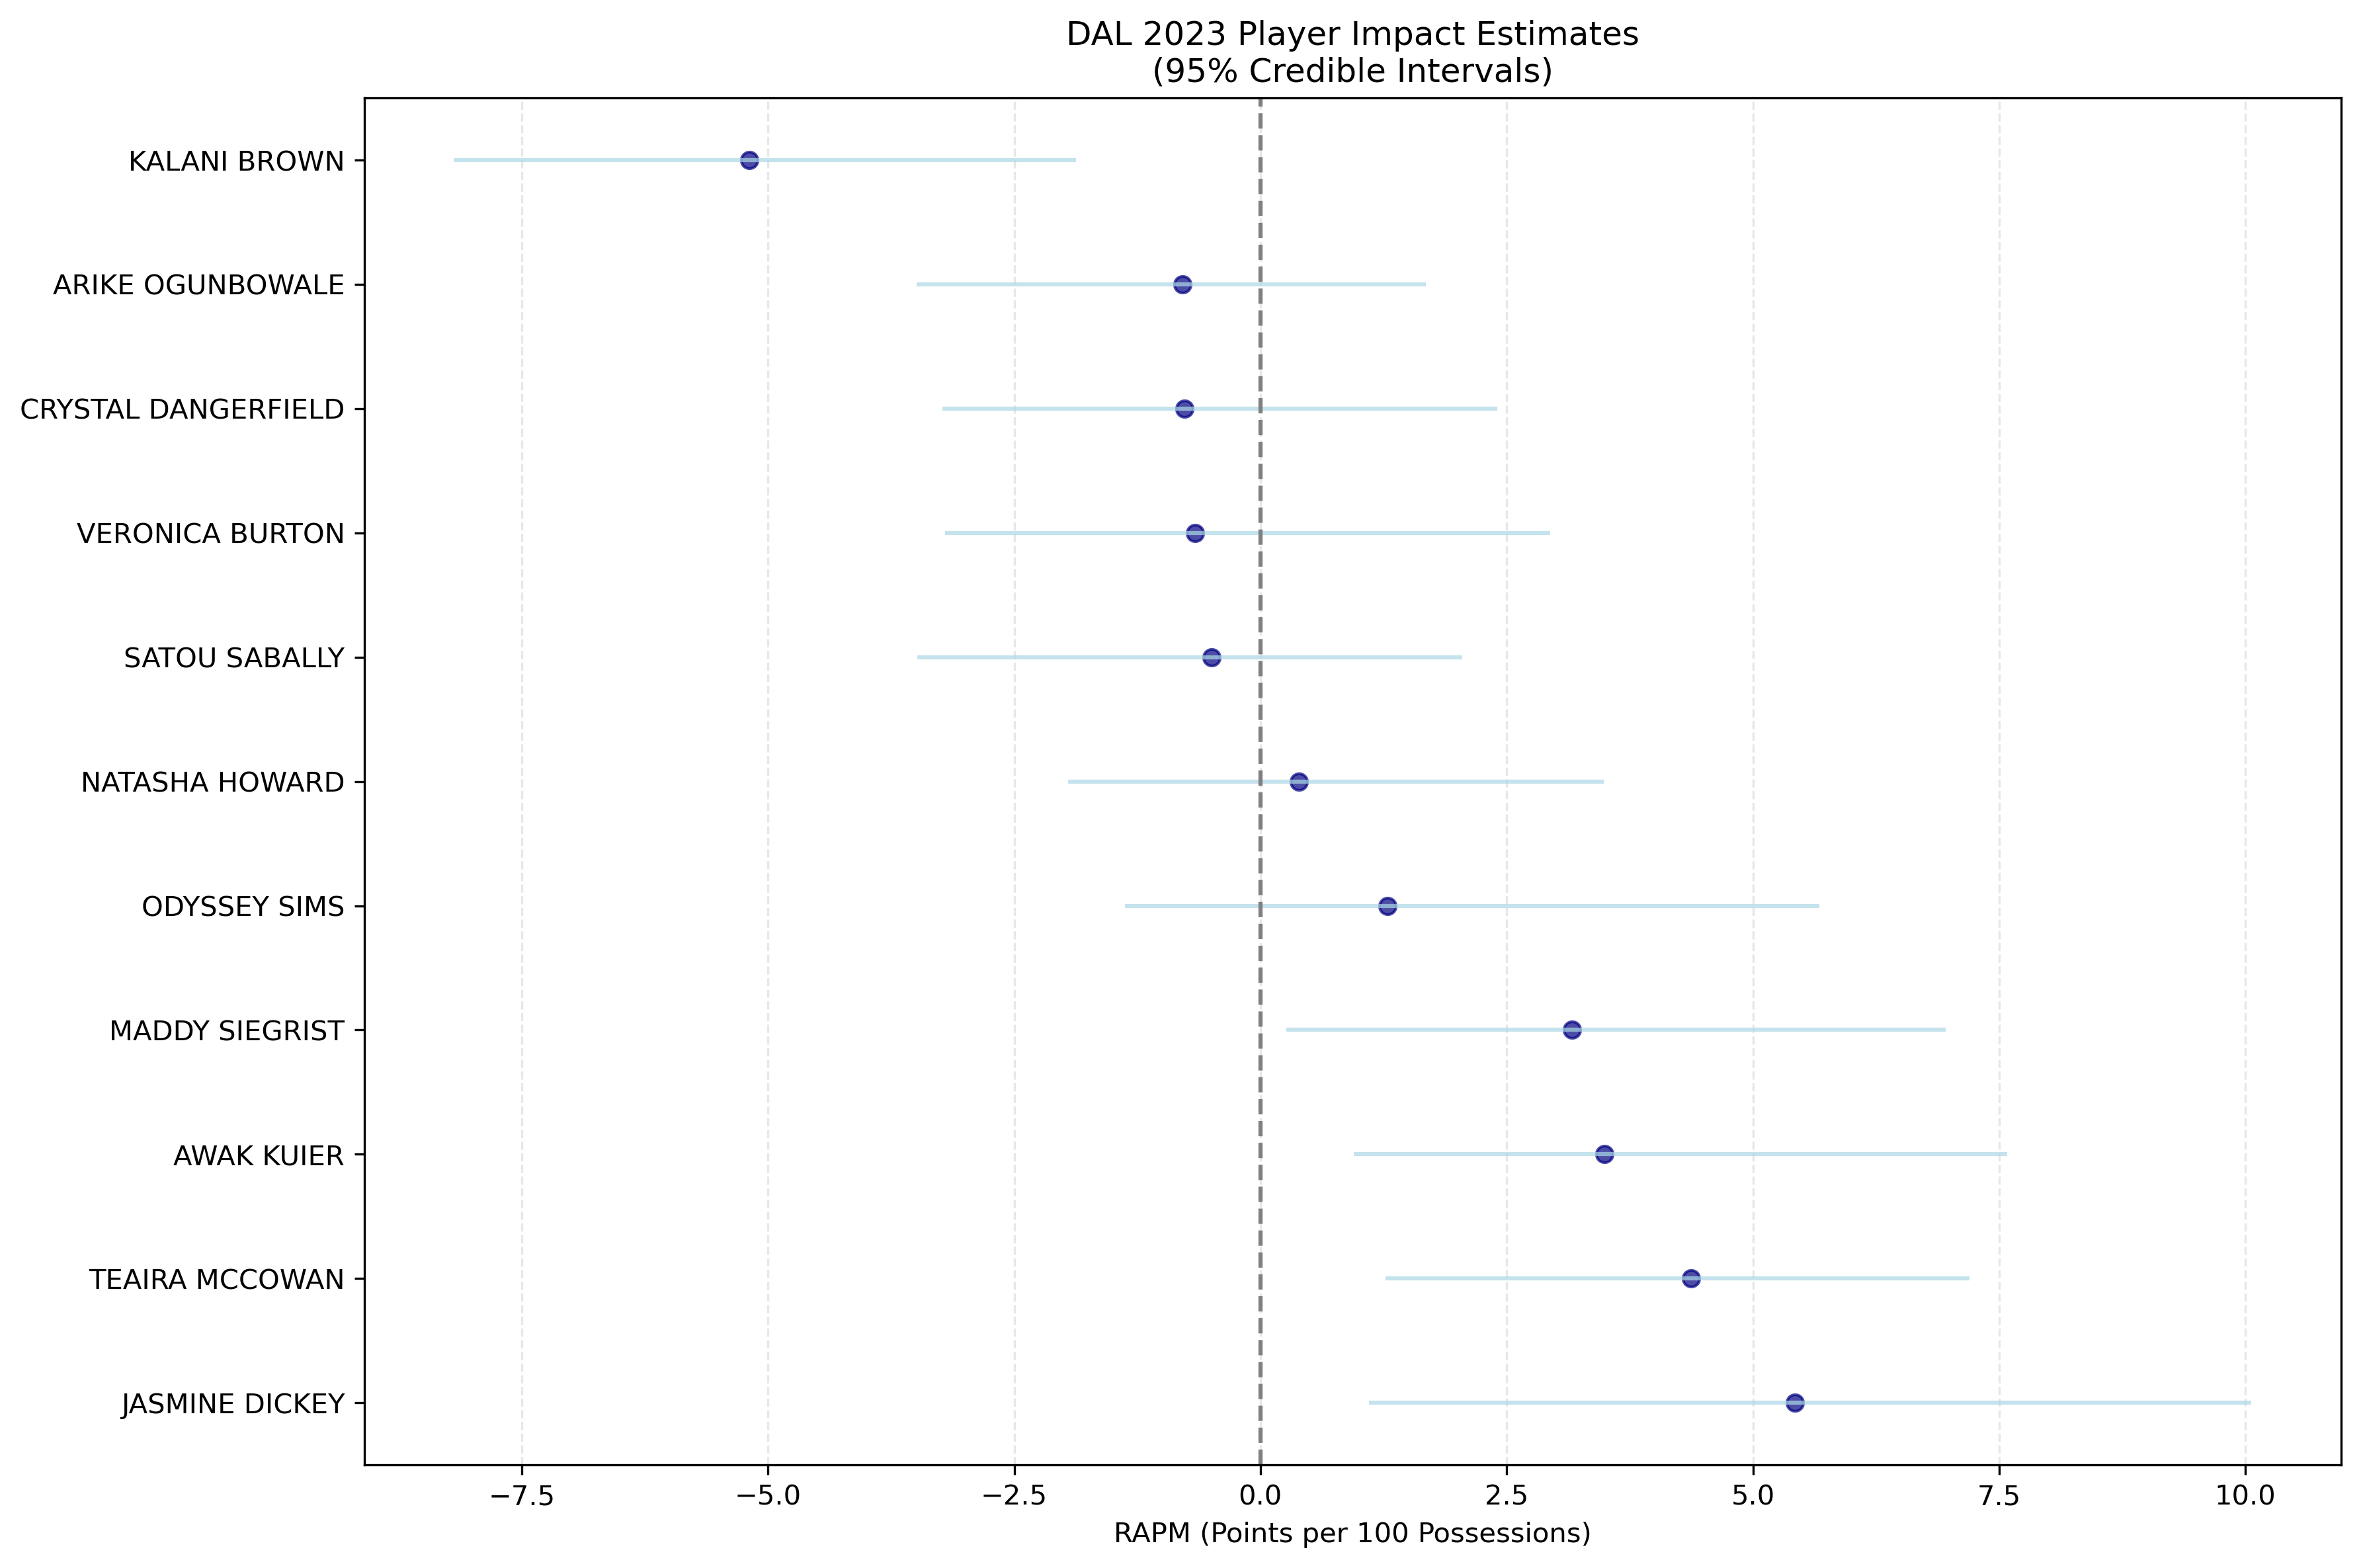 DAL 2023 Player Impact Estimates
(95% Credible Intervals)
KALANI BROWN
ARIKE OGUNBOWALE
CRYSTAL DANGERFIELD
VERONICA BURTON
SATOU SABALLY
NATASHA HOWARD
ODYSSEY SIMS
MADDY SIEGRIST
AWAK KUIER
TEAIRA MCCOWAN
JASMINE DICKEY
−7.5 −5.0 −2.5 0.0 2.5 5.0 7.5 10.0
RAPM (Points per 100 Possessions)